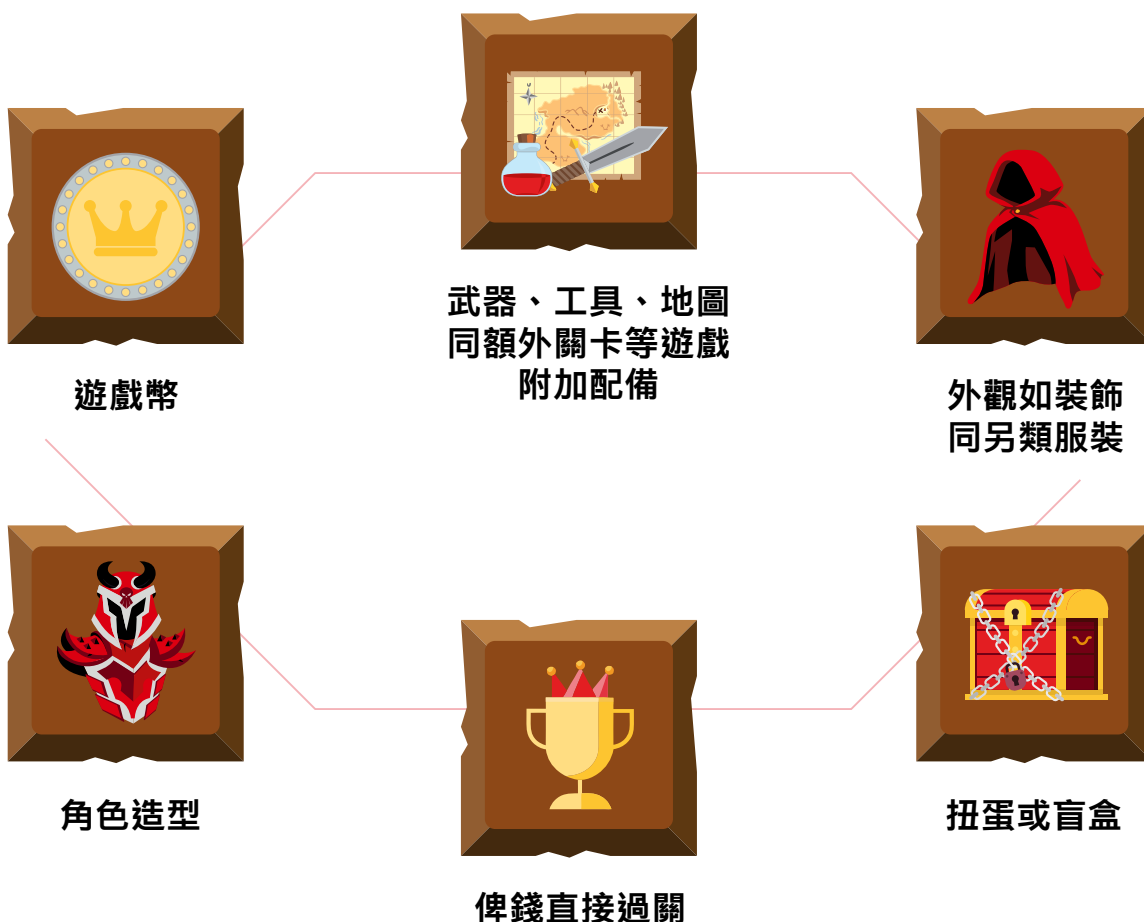 武器、工具、地圖
同額外關卡等遊戲
附加配備
遊戲幣
外觀如裝飾
同另類服裝
角色造型
扭蛋或盲盒
俾錢直接過關